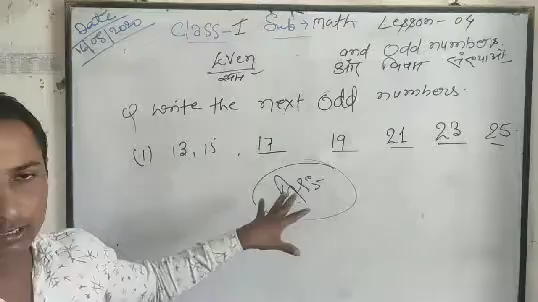 Date
14/08/2020
Class-I Sub→Math Lesson-04
Even and Odd numbers
सम और विषम संख्याओं
Q write the next odd numbers.
(1) 13, 15, 17 19 21 23 25